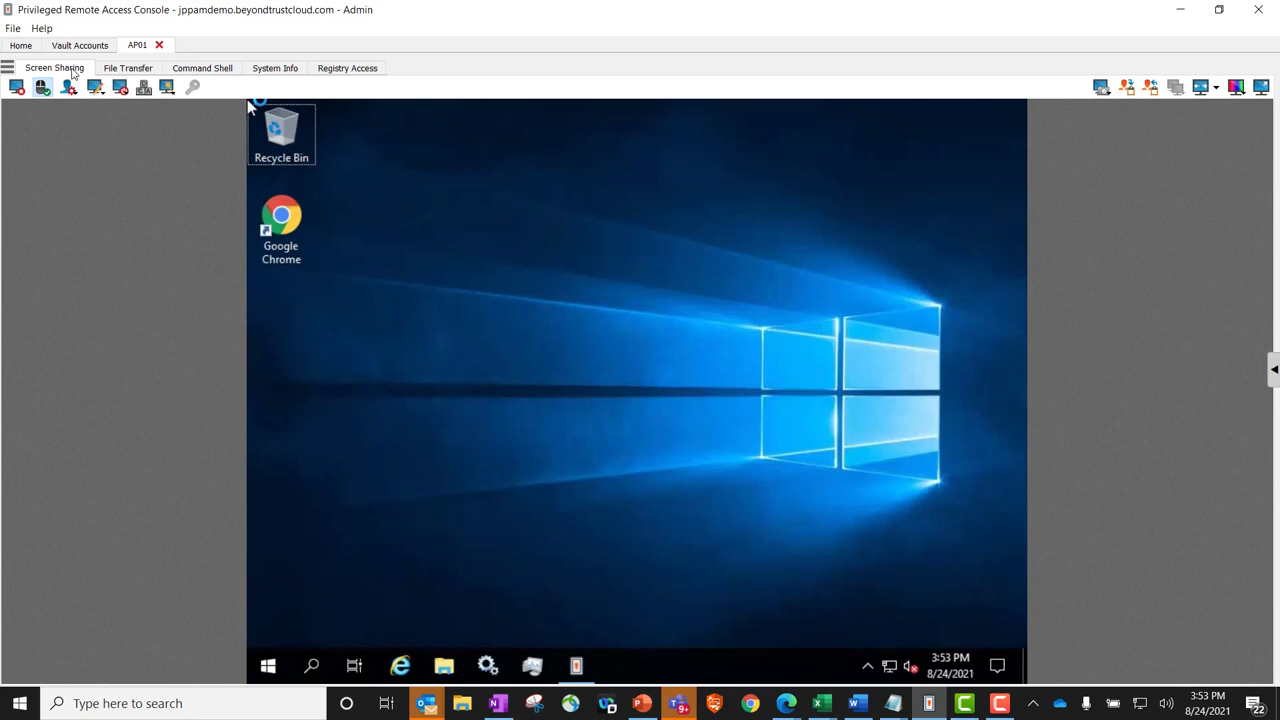 Privileged Remote Access Console - jppamdemo.beyondtrustcloud.com - Admin
File Help
Home Vault Accounts AP01
Screen Sharing File Transfer Command Shell System Info Registry Access
Recycle Bin
Google
Chrome
3:53 PM
8/24/2021
Type here to search
9+
3:53 PM
8/24/2021
22